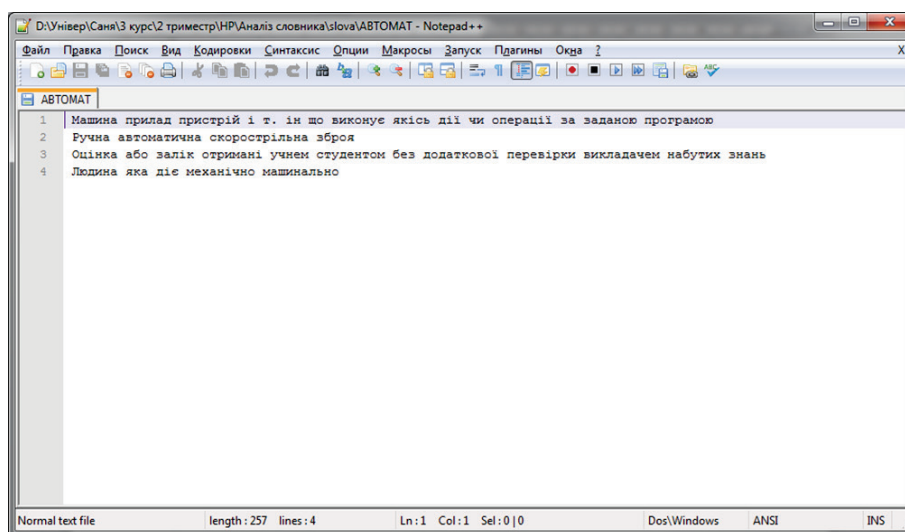 D:\Універ\Саня\3 курс\2 триместр\НР\Аналіз словника\slova\АВТОМАТ - Notepad++
Файл Правка Поиск Вид Кодировки Синтаксис Опции Макросы Запуск Плагины Окна ? X
АВТОМАТ
1 Машина прилад пристрій і т. ін що виконує якісь дії чи операції за заданою програмою
2 Ручна автоматична скорострільна зброя
3 Оцінка або залік отримані учнем студентом без додаткової перевірки викладачем набутих знань
4 Людина яка діє механічно машинально
Normal text file length : 257 lines : 4 Ln : 1 Col : 1 Sel : 0 | 0 Dos\Windows ANSI INS